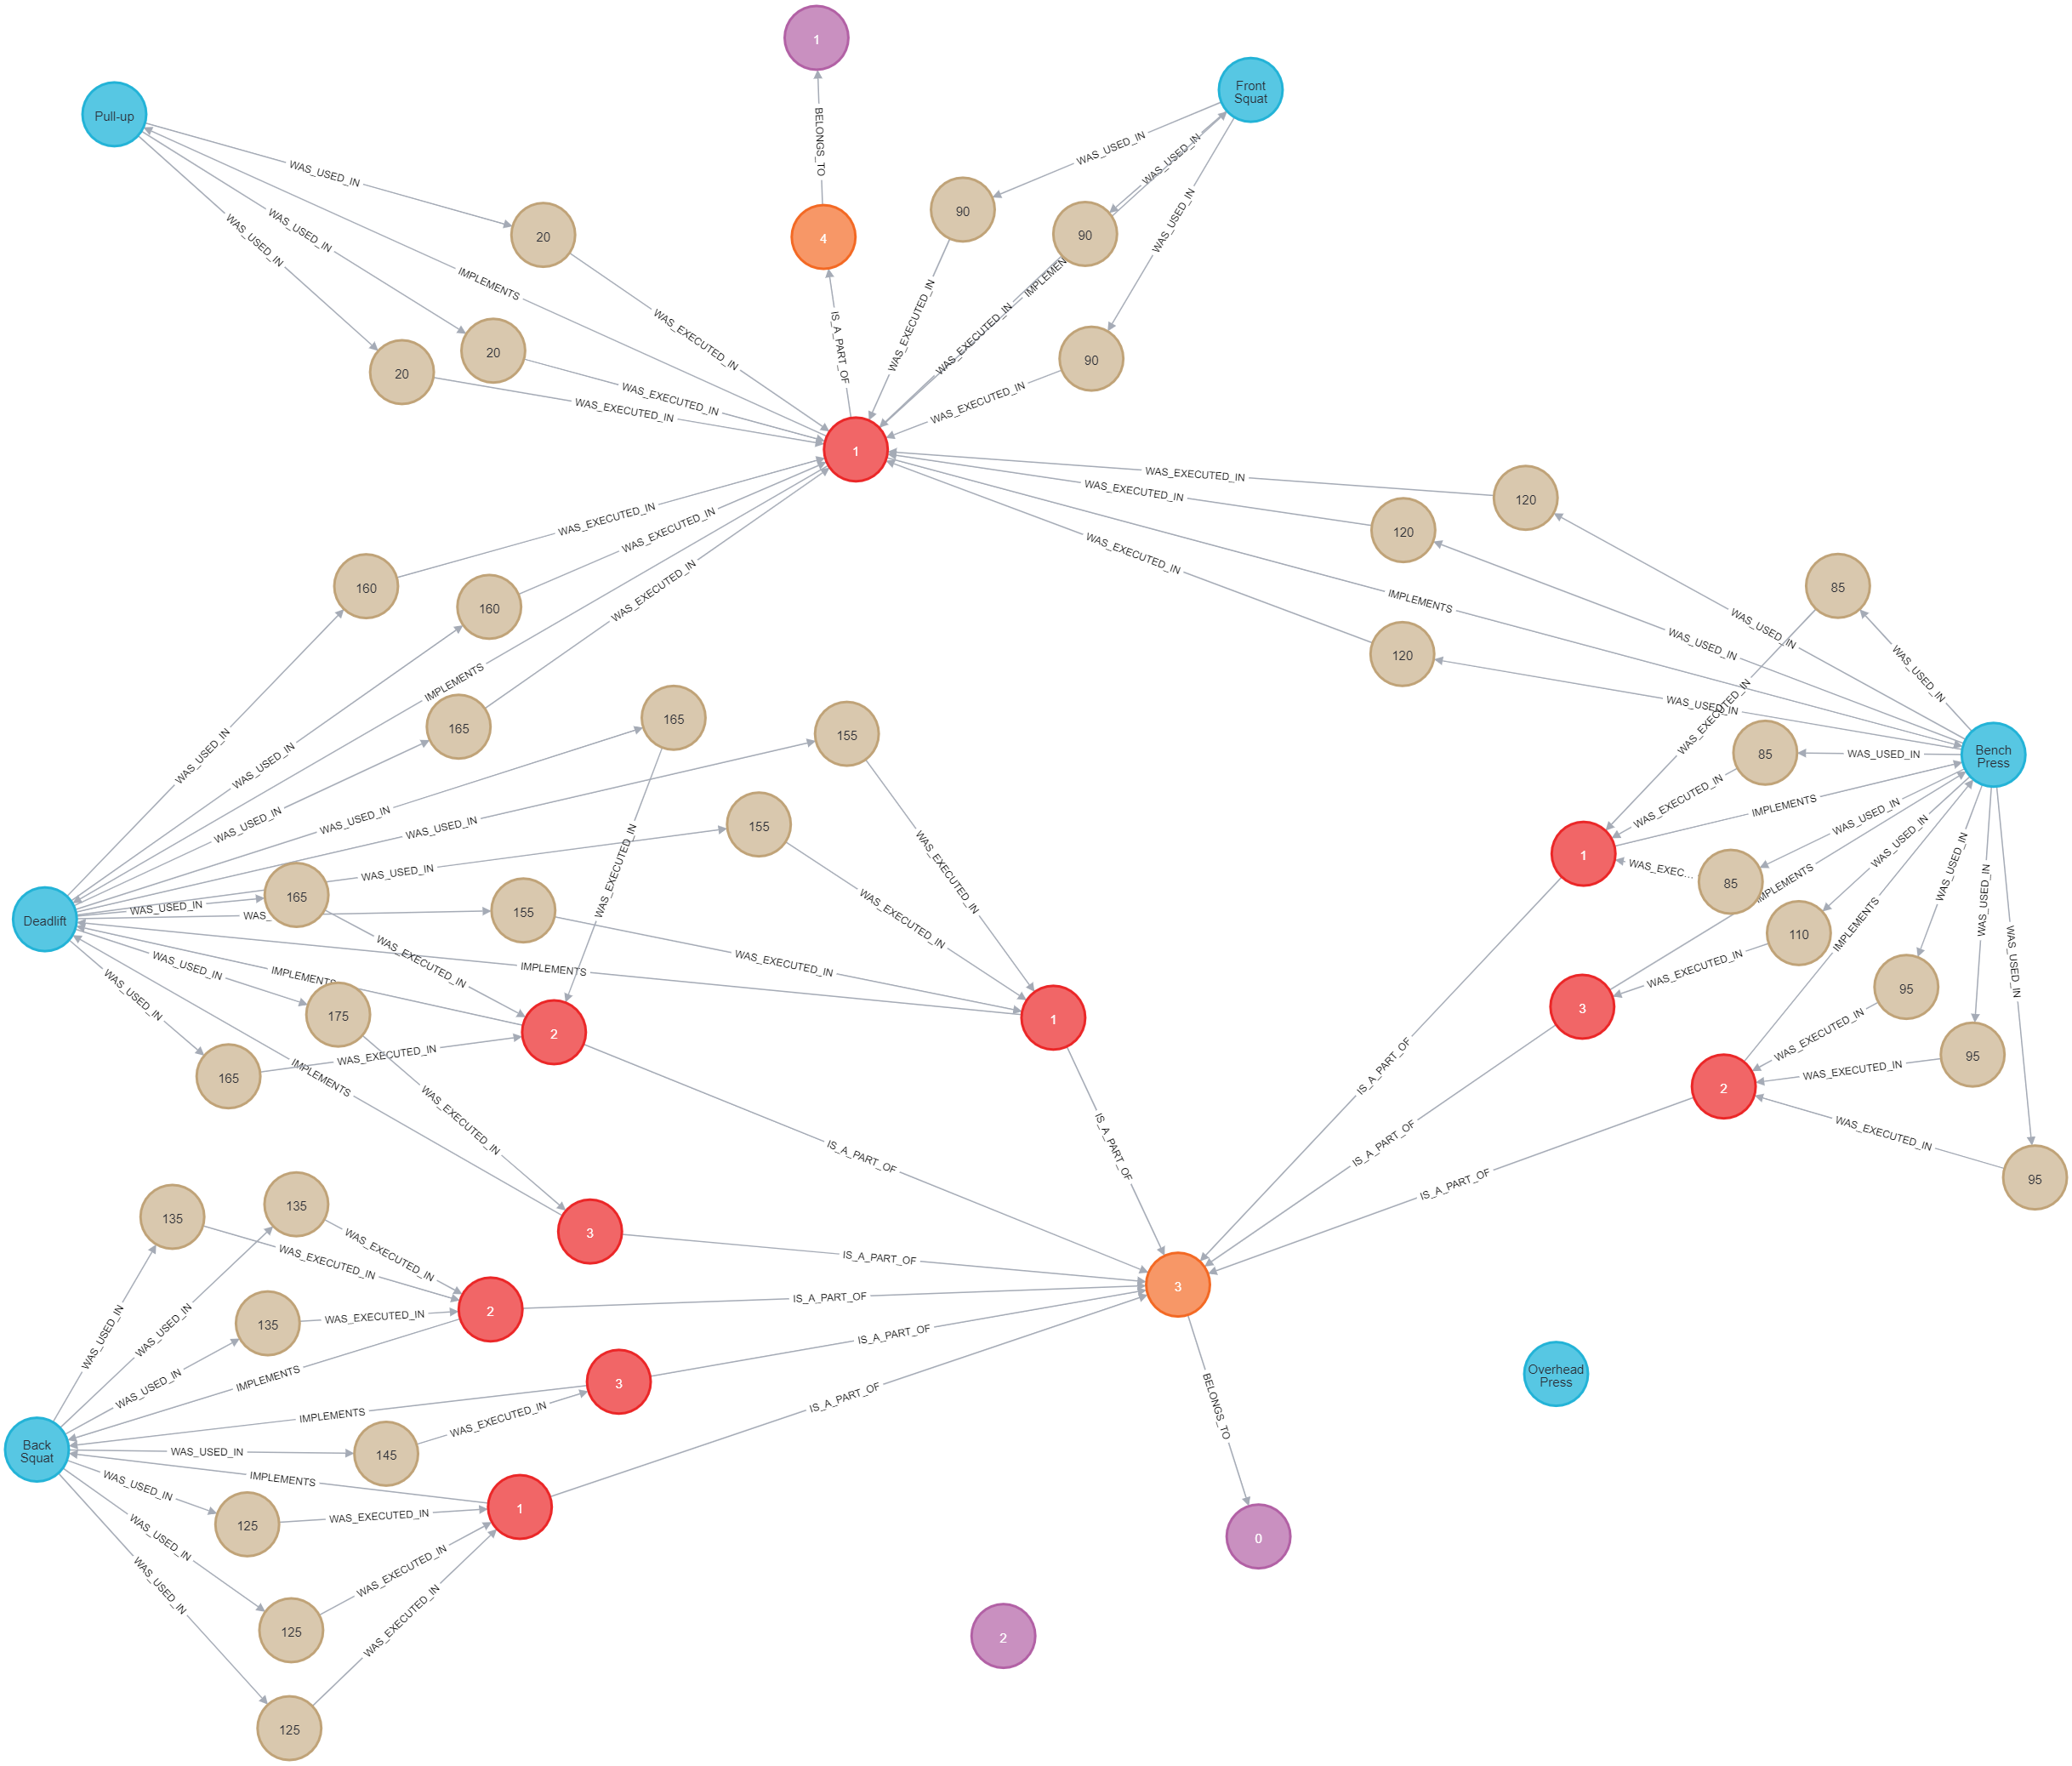 1
Front
Squat
Pull-up
BELONGS_TO
WAS_USED_IN
WAS_USED_IN
WAS_USED_IN
90
90
20
4
WAS_USED_IN
WAS_USED_IN
WAS_USED_IN
IMPLEMENTS
IMPLEMEN
WAS_EXECUTED_IN
WAS_EXECUTED_IN
IS_A_PART_OF
WAS_EXECUTED_IN
20
20
90
WAS_EXECUTED_IN
WAS_EXECUTED_IN
WAS_EXECUTED_IN
1
WAS_EXECUTED_IN
WAS_EXECUTED_IN
120
120
WAS_EXECUTED_IN
WAS_EXECUTED_IN
WAS_EXECUTED_IN
160
160
WAS_EXECUTED_IN
IMPLEMENTS
85
120
WAS_USED_IN
WAS_USED_IN
WAS_USED_IN
WAS_USED_IN
IMPLEMENTS
165
165
155
WAS_EXECUTED_IN
Bench
Press
85
WAS_USED_IN
WAS_USED_IN
WAS_USED_IN
WAS_USED_IN
WAS_USED_IN
WAS_USED_IN
155
WAS_EXECUTED_IN
IMPLEMENTS
WAS_USED_IN
WAS_USED_IN
1
WAS_EXEC...
85
WAS_USED_IN
WAS_USED_IN
WAS_USED_IN
WAS_EXECUTED_IN
WAS_EXECUTED_IN
WAS_EXECUTED_IN
IMPLEMENTS
IMPLEMENTS
110
Deadlift
WAS_USED_IN
WAS_
165
155
WAS_EXECUTED_IN
WAS_EXECUTED_IN
IMPLEMENTS
IMPLEMENTS
WAS_USED_IN
WAS_USED_IN
WAS_USED_IN
WAS_EXECUTED_IN
175
2
1
3
95
WAS_EXECUTED_IN
165
WAS_EXECUTED_IN
IMPLEMENTS
WAS_EXECUTED_IN
95
WAS_EXECUTED_IN
2
IS_A_PART_OF
IS_A_PART_OF
IS_A_PART_OF
IS_A_PART_OF
IS_A_PART_OF
WAS_EXECUTED_IN
95
135
135
3
WAS_EXECUTED_IN
WAS_EXECUTED_IN
IS_A_PART_OF
3
135
WAS_EXECUTED_IN
2
IS_A_PART_OF
WAS_USED_IN
WAS_USED_IN
WAS_USED_IN
IMPLEMENTS
3
IS_A_PART_OF
IS_A_PART_OF
BELONGS_TO
Overhead
Press
Back
Squat
IMPLEMENTS
WAS_USED_IN
145
WAS_EXECUTED_IN
IMPLEMENTS
WAS_USED_IN
WAS_USED_IN
WAS_USED_IN
125
WAS_EXECUTED_IN
1
0
WAS_EXECUTED_IN
WAS_EXECUTED_IN
125
2
125